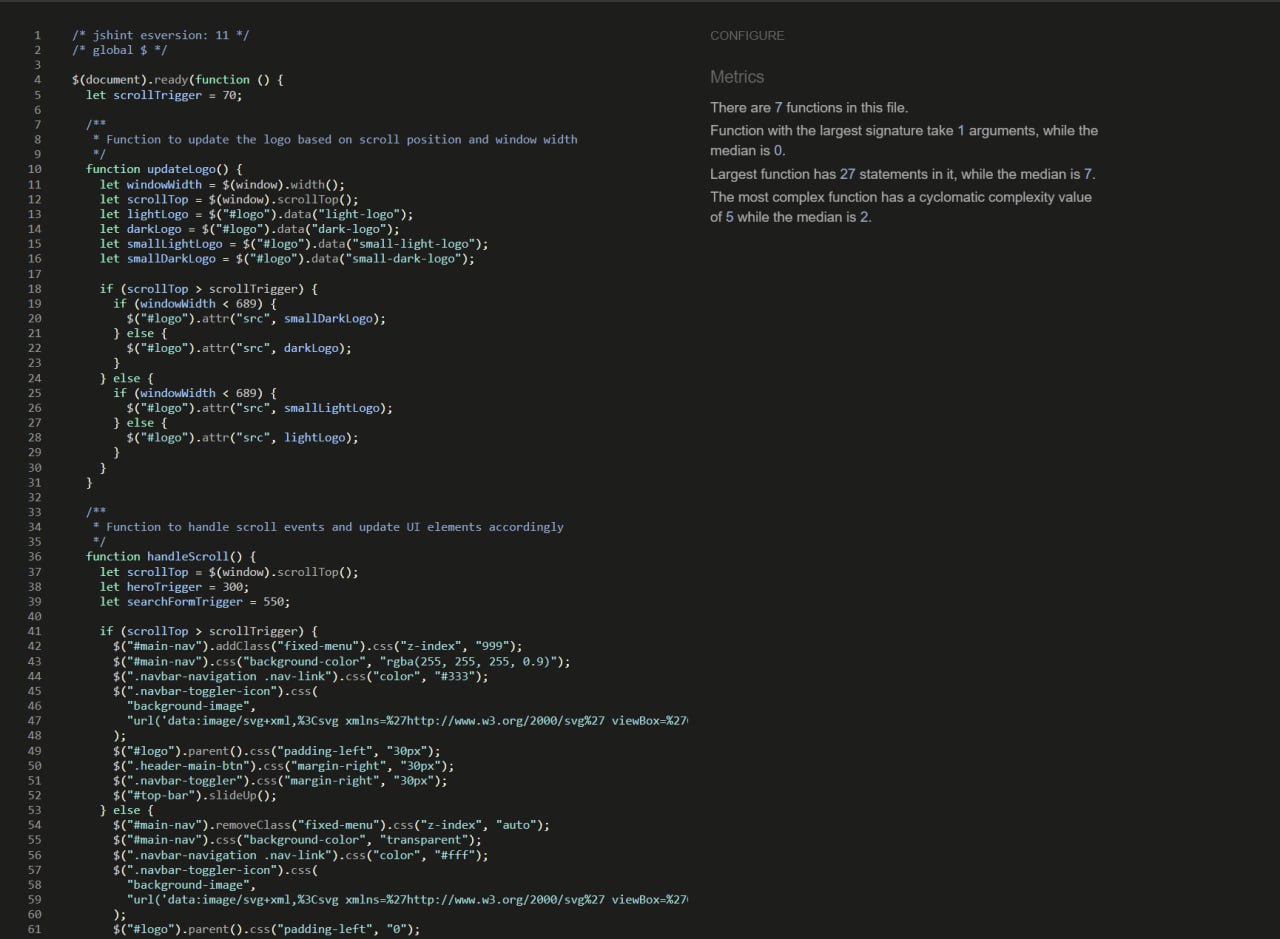 1 /* jshint esversion: 11 */
2 /* global $ */
3
4 $(document).ready(function () {
5   let scrollTrigger = 70;
6
7   /**
8    * Function to update the logo based on scroll position and window width
9    */
10   function updateLogo() {
11     let windowWidth = $(window).width();
12     let scrollTop = $(window).scrollTop();
13     let lightLogo = $("#logo").data("light-logo");
14     let darkLogo = $("#logo").data("dark-logo");
15     let smallLightLogo = $("#logo").data("small-light-logo");
16     let smallDarkLogo = $("#logo").data("small-dark-logo");
17
18     if (scrollTop > scrollTrigger) {
19       if (windowWidth < 689) {
20         $("#logo").attr("src", smallDarkLogo);
21       } else {
22         $("#logo").attr("src", darkLogo);
23       }
24     } else {
25       if (windowWidth < 689) {
26         $("#logo").attr("src", smallLightLogo);
27       } else {
28         $("#logo").attr("src", lightLogo);
29       }
30     }
31   }
32
33   /**
34    * Function to handle scroll events and update UI elements accordingly
35    */
36   function handleScroll() {
37     let scrollTop = $(window).scrollTop();
38     let heroTrigger = 300;
39     let searchFormTrigger = 550;
40
41     if (scrollTop > scrollTrigger) {
42       $("#main-nav").addClass("fixed-menu").css("z-index", "999");
43       $("#main-nav").css("background-color", "rgba(255, 255, 255, 0.9)");
44       $(".navbar-navigation .nav-link").css("color", "#333");
45       $(".navbar-toggler-icon").css(
46         "background-image",
47         "url('data:image/svg+xml,%3Csvg xmlns=%27http://www.w3.org/2000/svg%27 viewBox=%27
48       );
49       $("#logo").parent().css("padding-left", "30px");
50       $(".header-main-btn").css("margin-right", "30px");
51       $(".navbar-toggler").css("margin-right", "30px");
52       $("#top-bar").slideUp();
53     } else {
54       $("#main-nav").removeClass("fixed-menu").css("z-index", "auto");
55       $("#main-nav").css("background-color", "transparent");
56       $(".navbar-navigation .nav-link").css("color", "#fff");
57       $(".navbar-toggler-icon").css(
58         "background-image",
59         "url('data:image/svg+xml,%3Csvg xmlns=%27http://www.w3.org/2000/svg%27 viewBox=%27
60       );
61       $("#logo").parent().css("padding-left", "0");
CONFIGURE
Metrics
There are 7 functions in this file.
Function with the largest signature take 1 arguments, while the
median is 0.
Largest function has 27 statements in it, while the median is 7.
The most complex function has a cyclomatic complexity value
of 5 while the median is 2.